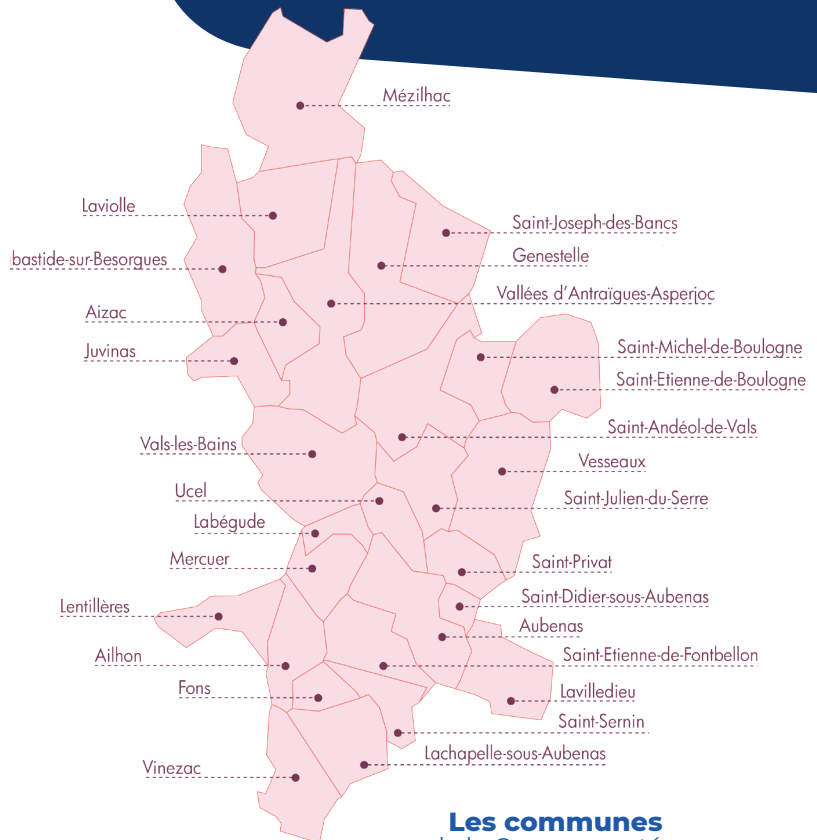 Mézilhac
Laviolle
Saint-Joseph-des-Bancs
bastide-sur-Besorgues
Genestelle
Vallées d’Antraïgues-Asperjoc
Aizac
Juvinas
Saint-Michel-de-Boulogne
Saint-Etienne-de-Boulogne
Saint-Andéol-de-Vals
Vals-les-Bains
Vesseaux
Ucel
Saint-Julien-du-Serre
Labégude
Mercuer
Saint-Privat
Saint-Didier-sous-Aubenas
Lentillères
Aubenas
Ailhon
Saint-Etienne-de-Fontbellon
Fons
Lavilledieu
Saint-Sernin
Lachapelle-sous-Aubenas
Vinezac
Les communes